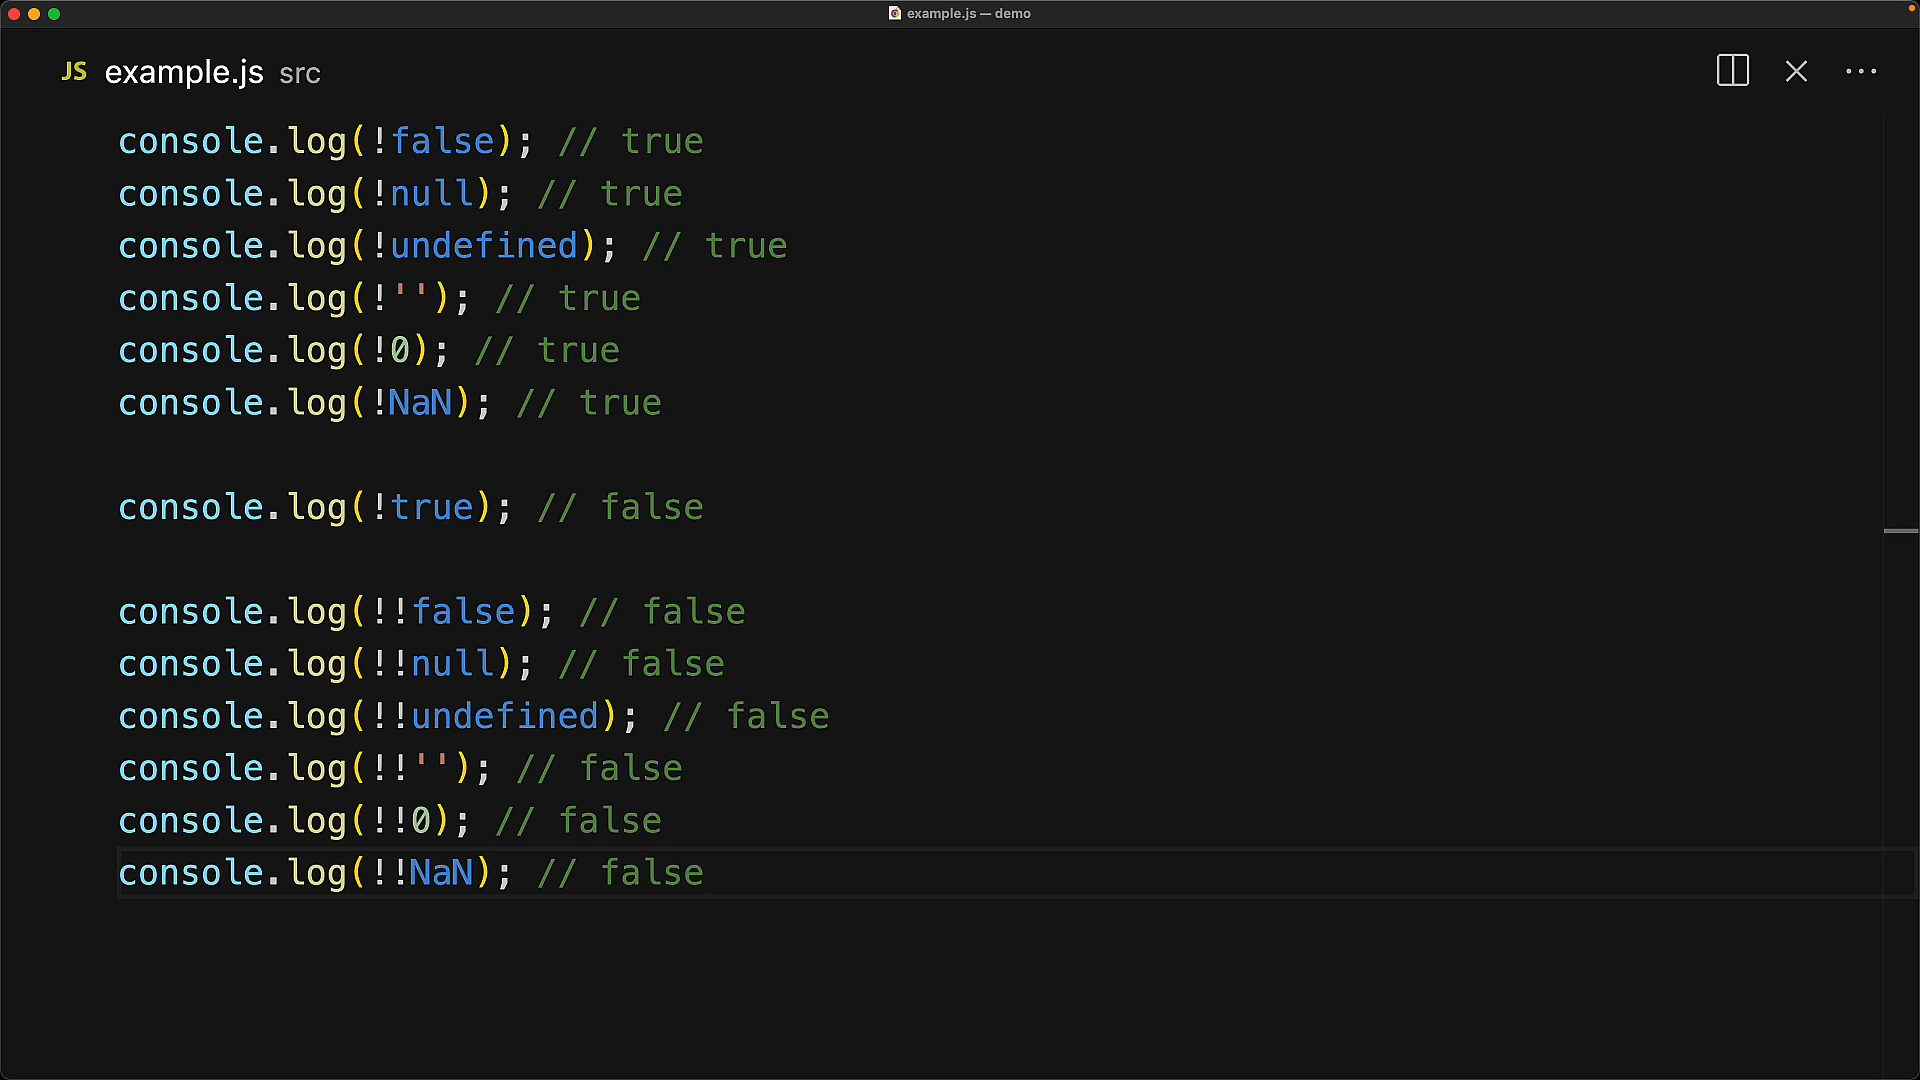 example.js — demo
JS example.js src
console.log(!false); // true
console.log(!null); // true
console.log(!undefined); // true
console.log(!''); // true
console.log(!0); // true
console.log(!NaN); // true
console.log(!true); // false
console.log(!!false); // false
console.log(!!null); // false
console.log(!!undefined); // false
console.log(!!''); // false
console.log(!!0); // false
console.log(!!NaN); // false